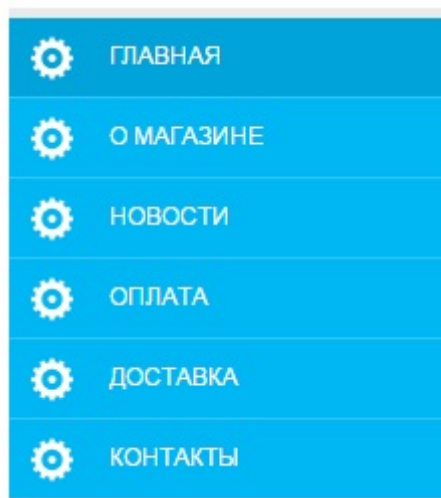 ГЛАВНАЯ
О МАГАЗИНЕ
НОВОСТИ
ОПЛАТА
ДОСТАВКА
КОНТАКТЫ